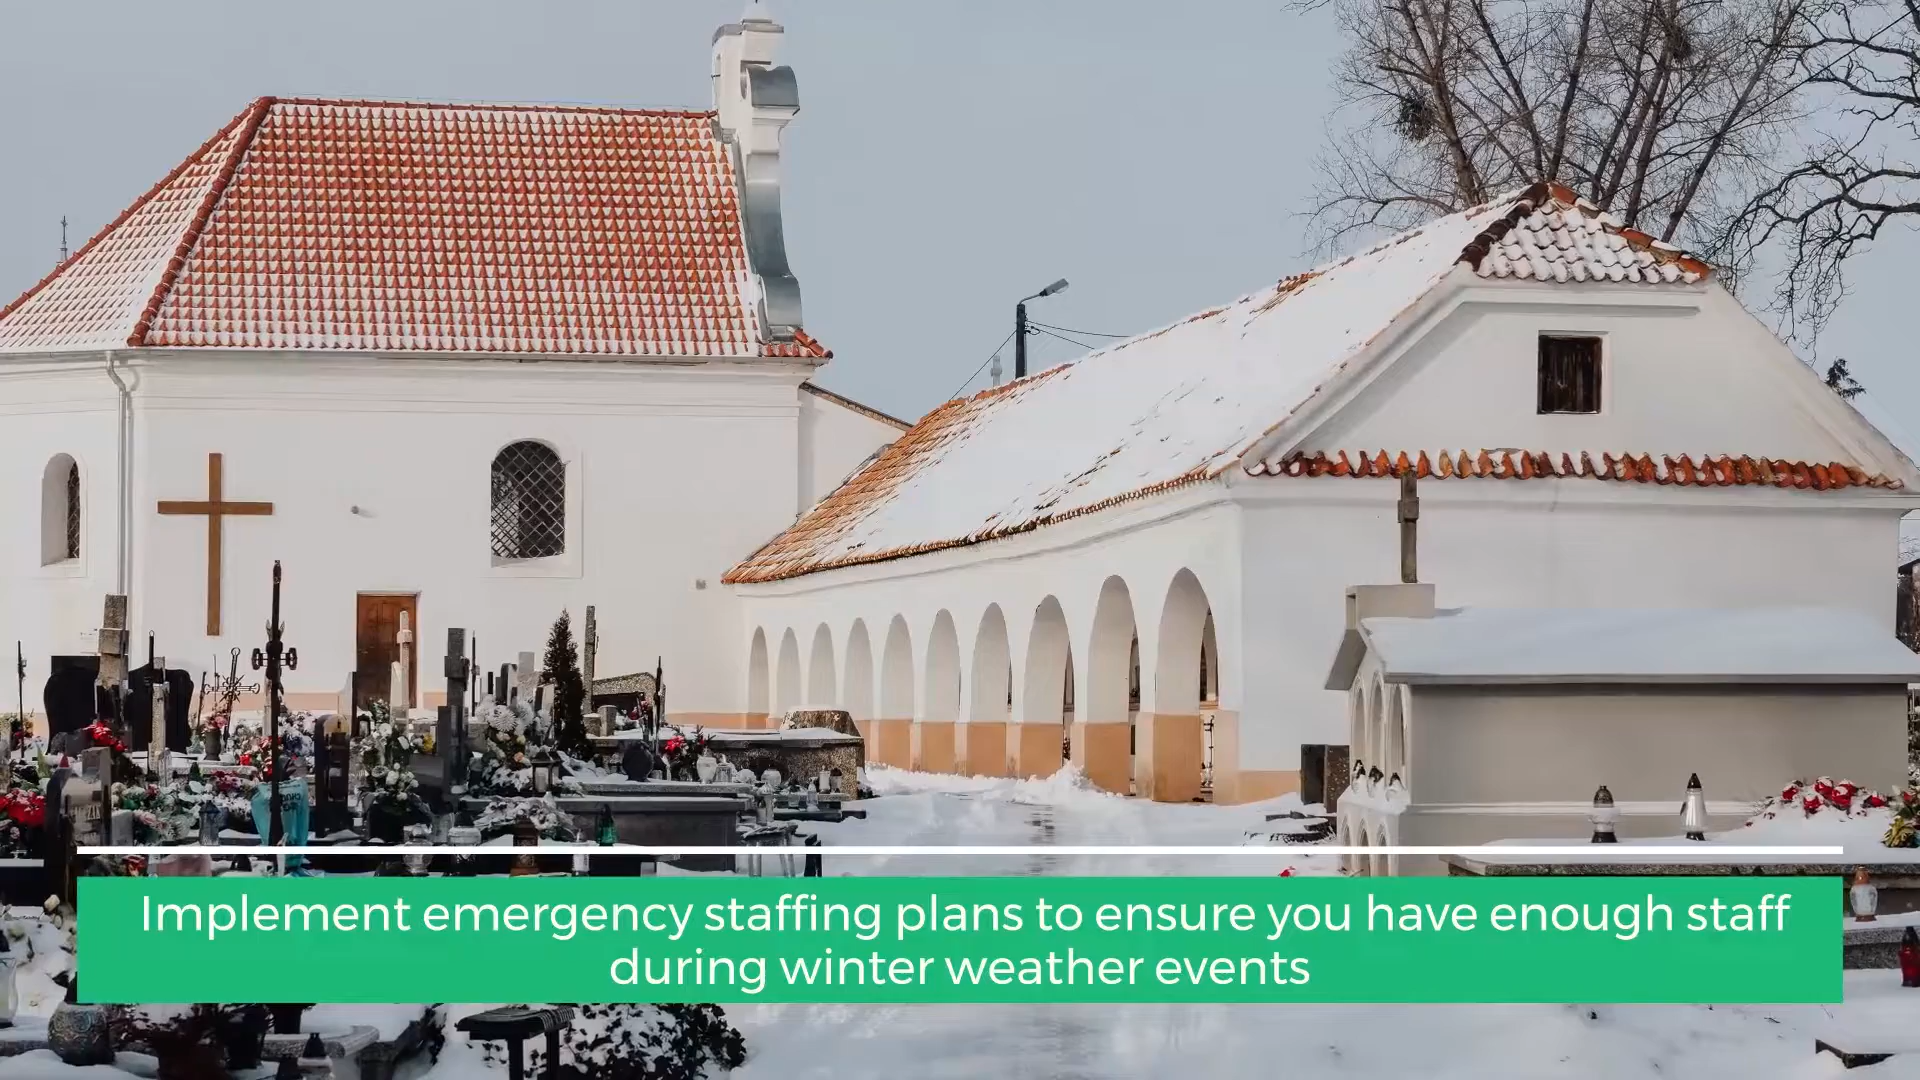 Implement emergency staffing plans to ensure you have enough staff
during winter weather events